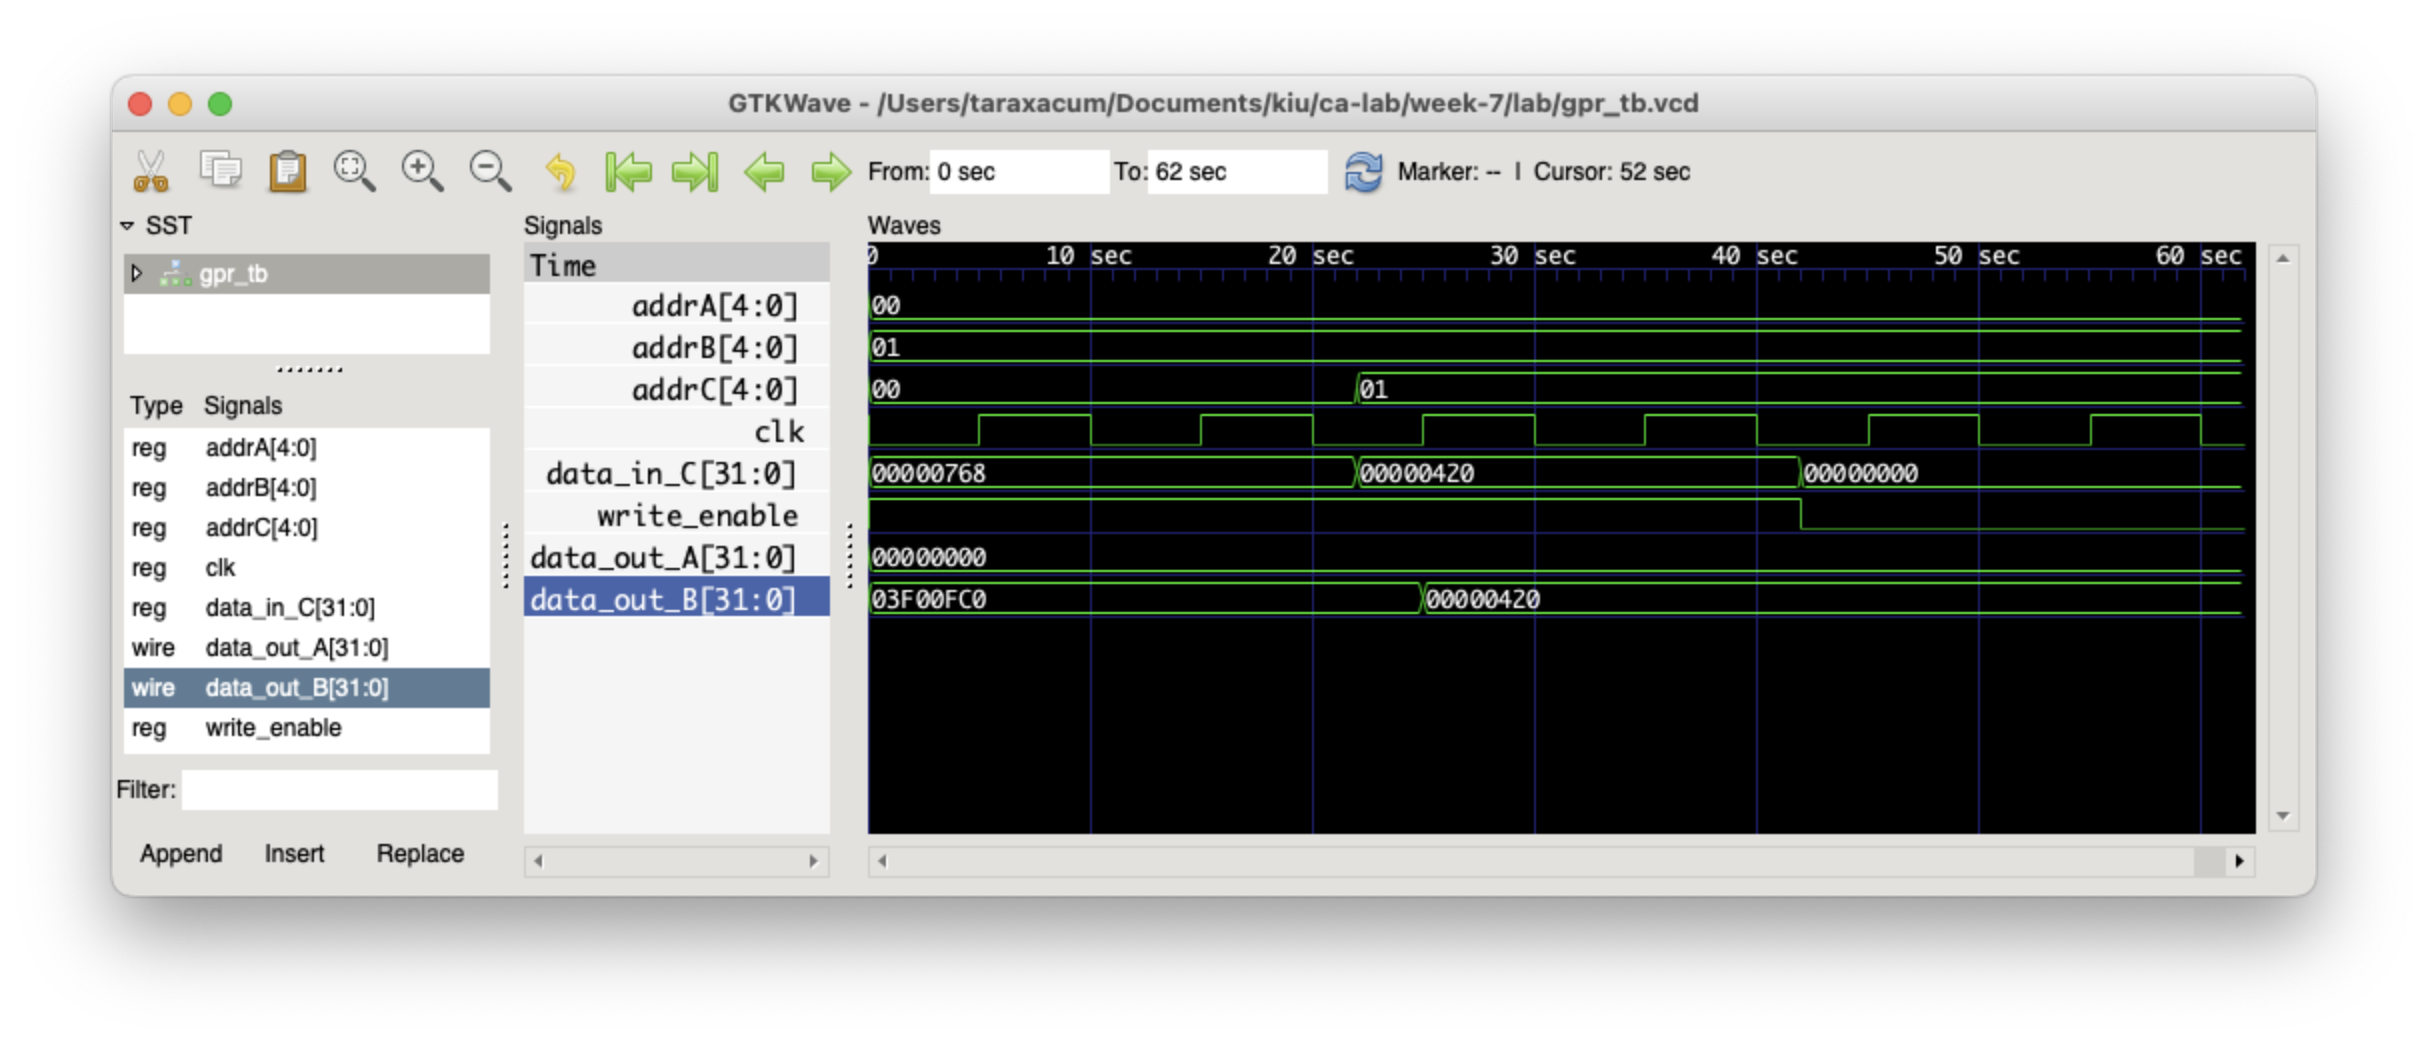 GTKWave - /Users/taraxacum/Documents/kiu/ca-lab/week-7/lab/gpr_tb.vcd
From: 0 sec To: 62 sec Marker: -- | Cursor: 52 sec
SST
gpr_tb
Type Signals
reg addrA[4:0]
reg addrB[4:0]
reg addrC[4:0]
reg clk
reg data_in_C[31:0]
wire data_out_A[31:0]
wire data_out_B[31:0]
reg write_enable
Filter:
Append Insert Replace
Signals
Time
addrA[4:0]
addrB[4:0]
addrC[4:0]
clk
data_in_C[31:0]
write_enable
data_out_A[31:0]
data_out_B[31:0]
Waves
0 10 sec 20 sec 30 sec 40 sec 50 sec 60 sec
00
01
00 01
00000768 00000420 00000000
00000000
03F00FC0 00000420